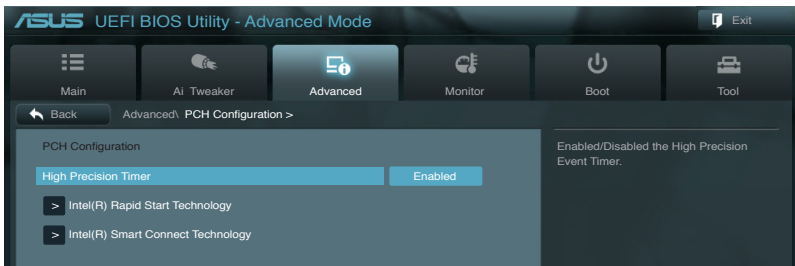 ASUS UEFI BIOS Utility - Advanced Mode
Exit
Main
Ai Tweaker
Advanced
Monitor
Boot
Tool
Back
Advanced\ PCH Configuration >
PCH Configuration
High Precision Timer
Enabled
> Intel(R) Rapid Start Technology
> Intel(R) Smart Connect Technology
Enabled/Disabled the High Precision
Event Timer.